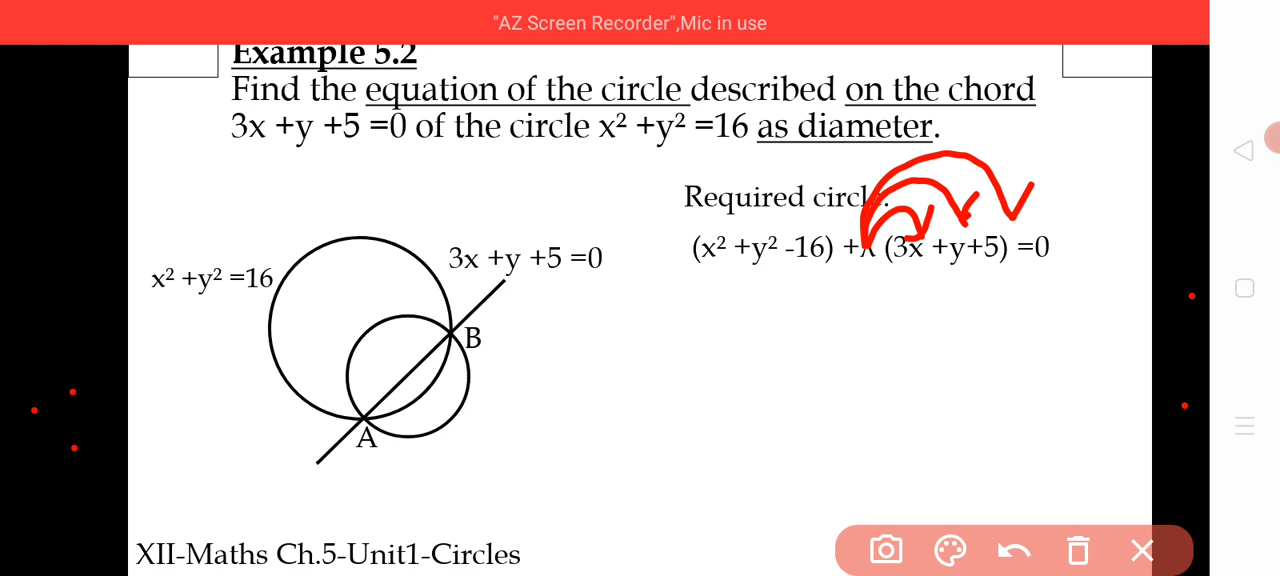 "AZ Screen Recorder",Mic in use
Example 5.2
Find the equation of the circle described on the chord
3x +y +5 =0 of the circle x² +y² =16 as diameter.
Required circle:
(x² +y² -16) +λ (3x +y+5) =0
3x +y +5 =0
x² +y² =16
B
A
XII-Maths Ch.5-Unit1-Circles